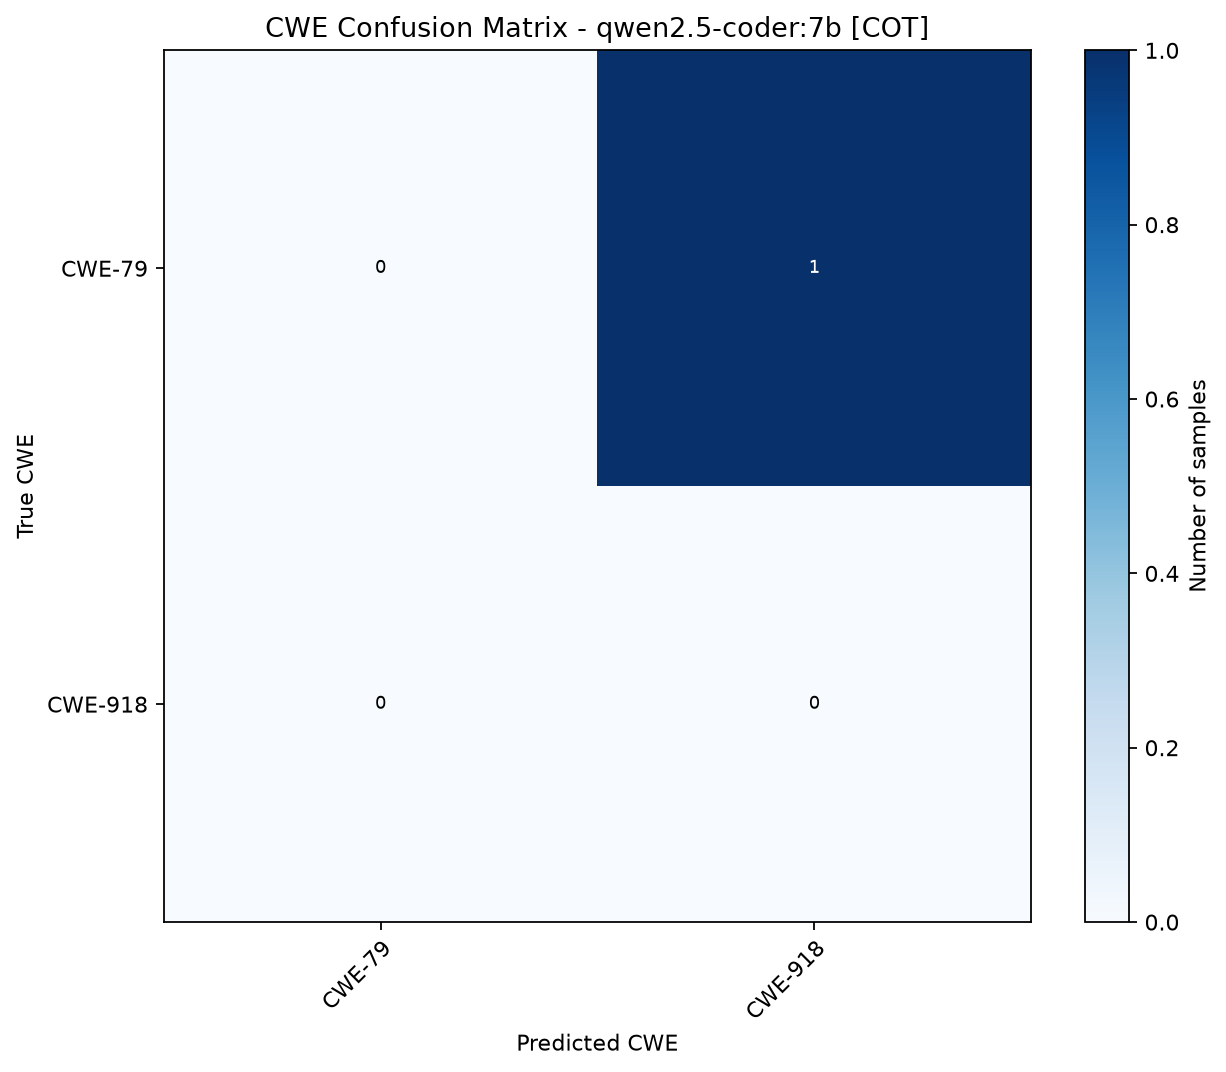 CWE Confusion Matrix - qwen2.5-coder:7b [COT]
1.0
0.8
0.6
0.4
0.2
0.0
Number of samples
True CWE
CWE-79
0
1
CWE-918
0
0
CWE-79
CWE-918
Predicted CWE